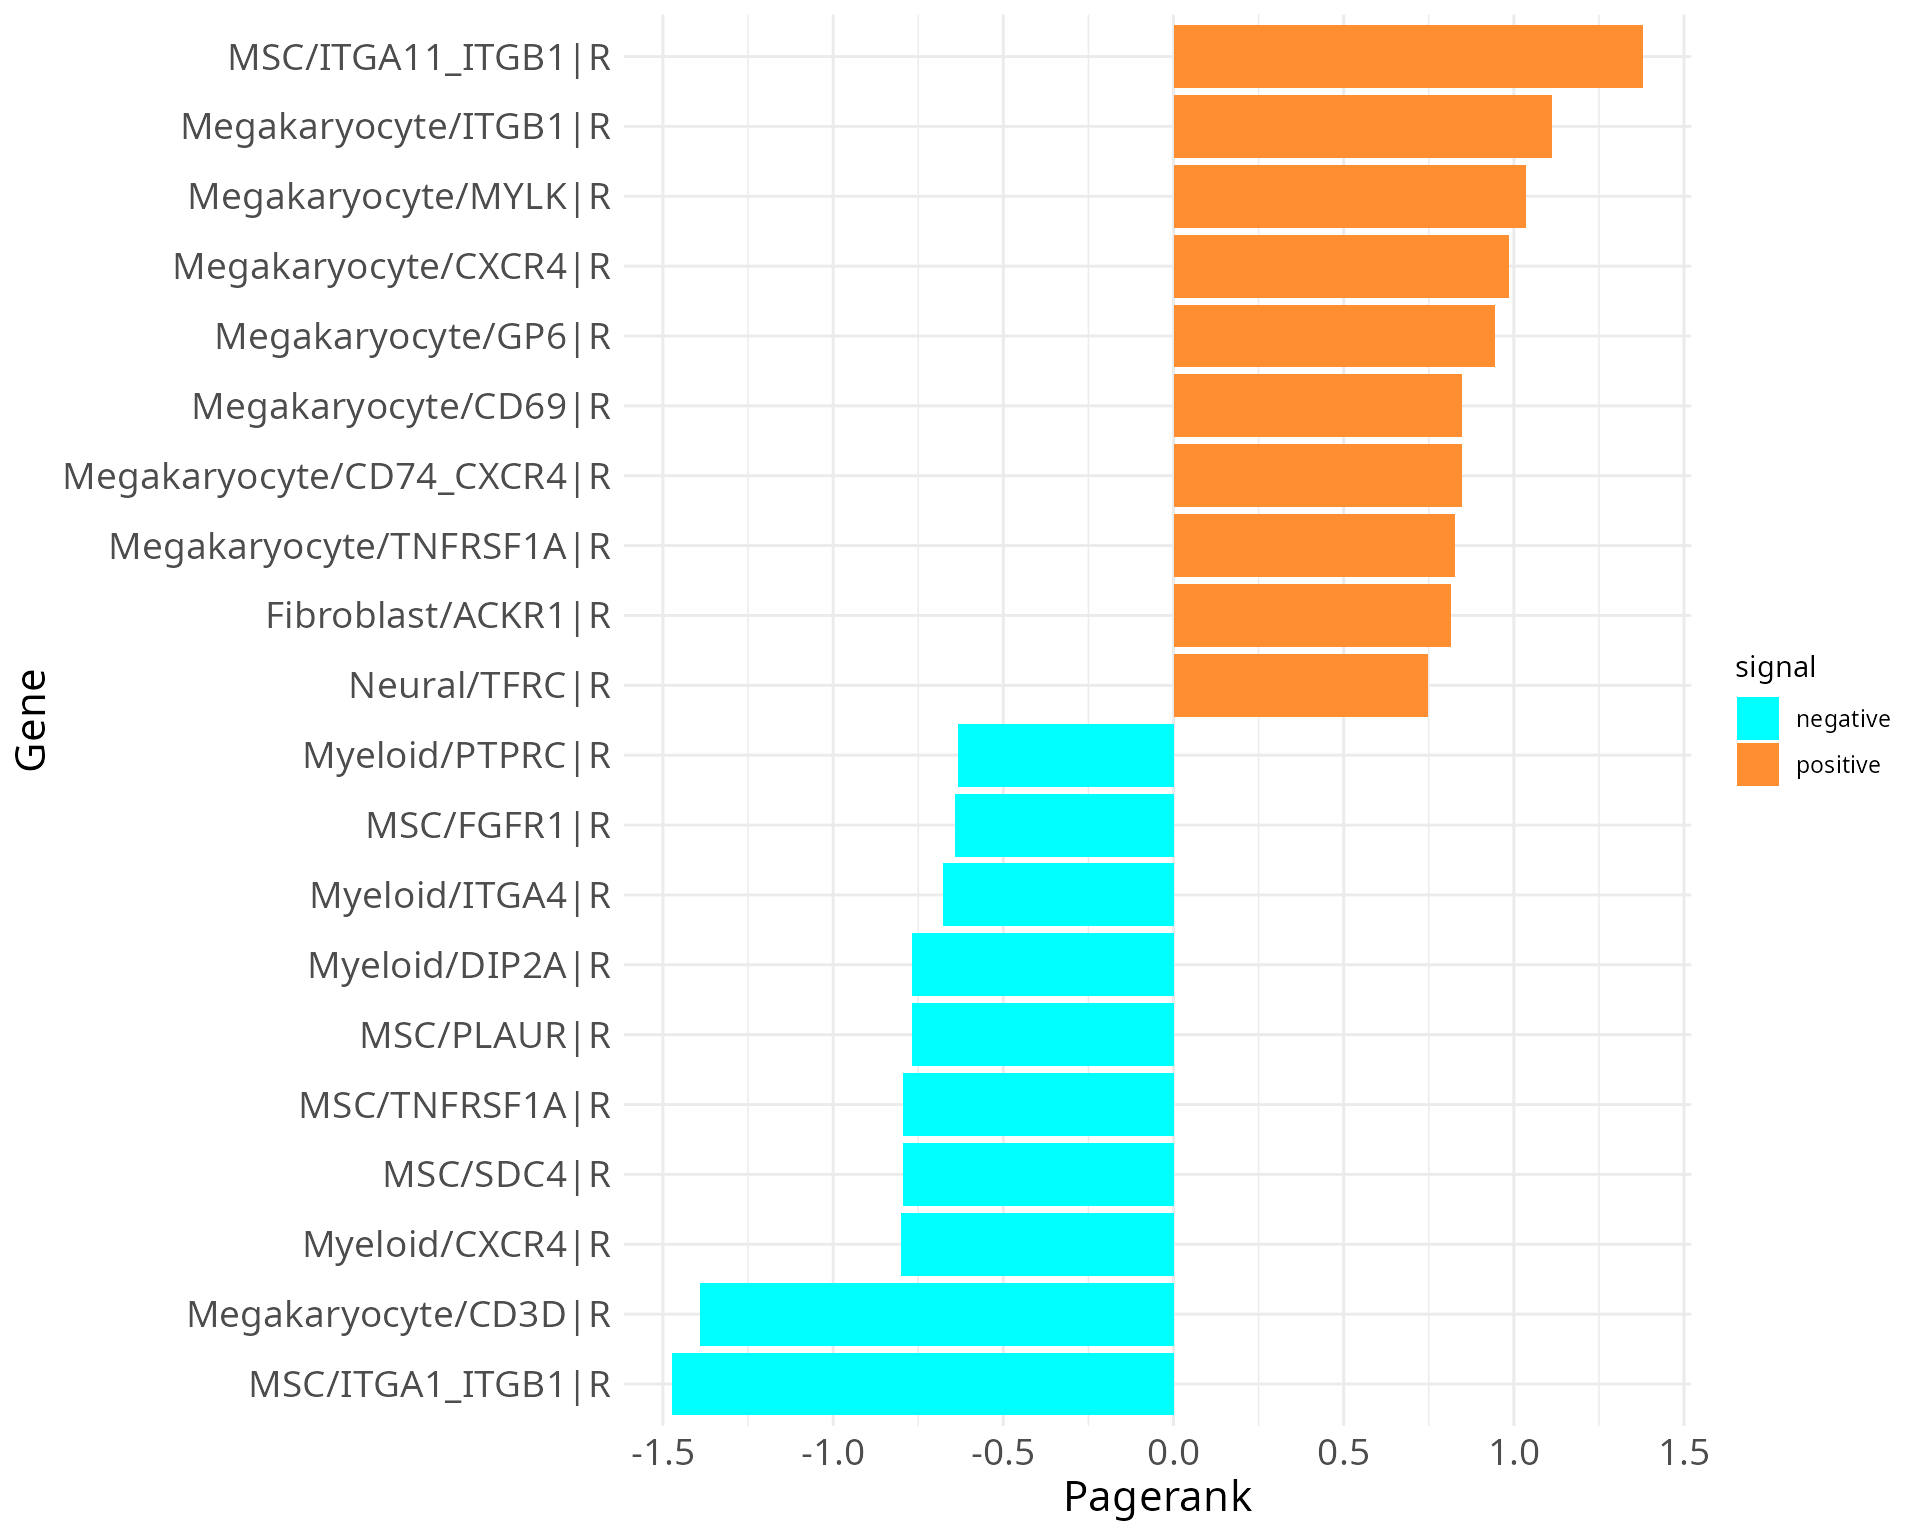 MSC/ITGA11_ITGB1|R
Megakaryocyte/ITGB1|R
Megakaryocyte/MYLK|R
Megakaryocyte/CXCR4|R
Megakaryocyte/GP6|R
Megakaryocyte/CD69|R
Megakaryocyte/CD74_CXCR4|R
Megakaryocyte/TNFRSF1A|R
Fibroblast/ACKR1|R
Neural/TFRC|R
Myeloid/PTPRC|R
MSC/FGFR1|R
Myeloid/ITGA4|R
Myeloid/DIP2A|R
MSC/PLAUR|R
MSC/TNFRSF1A|R
MSC/SDC4|R
Myeloid/CXCR4|R
Megakaryocyte/CD3D|R
MSC/ITGA1_ITGB1|R
Gene
-1.5 -1.0 -0.5 0.0 0.5 1.0 1.5
Pagerank
signal
negative
positive